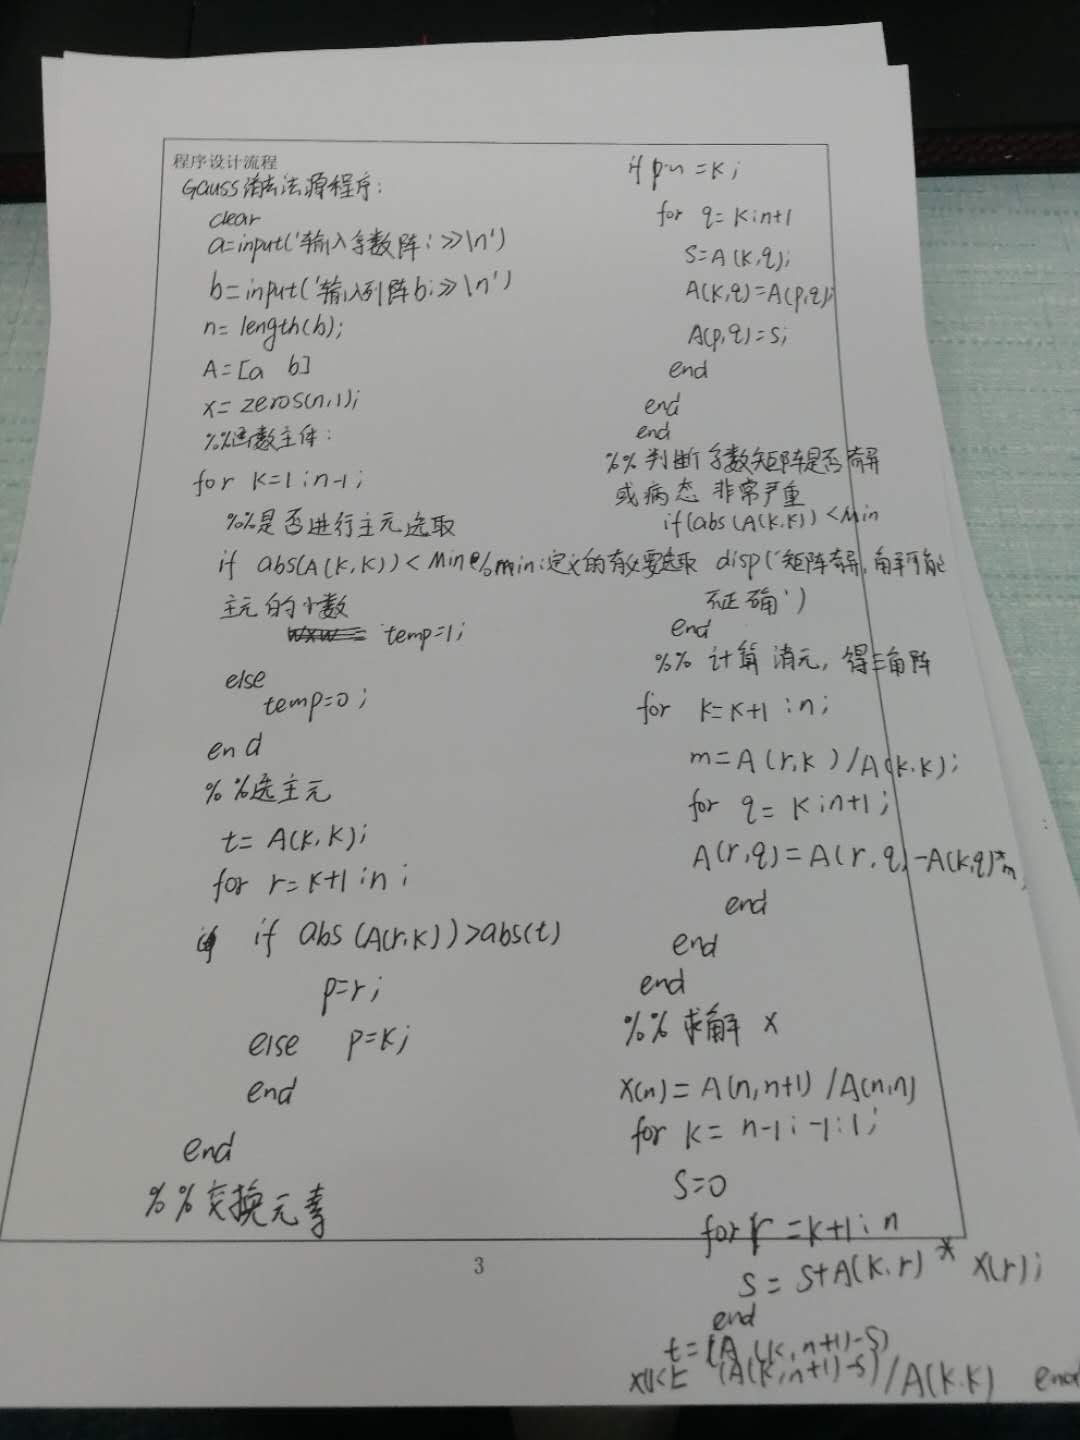 程序设计流程
Gauss消去法源程序:
clear
a=input('输入系数阵:>>\n')
b=input('输入列阵b:>>\n')
n=length(b);
A=[a b]
x=zeros(n,1);
%%函数主体:
for k=1:n-1;
%%是否进行主元选取
if abs(A(k,k))<Min%min:定义的有必要选取
主元的小数
temp=1;
else
temp=0;
end
%%选主元
t=A(k,k);
for r=k+1:n;
if abs(A(r,k))>abs(t)
p=r;
else p=k;
end
end
%%交换元素
3
if p~=k;
for q=k:n+1
s=A(k,q);
A(k,q)=A(p,q);
A(p,q)=s;
end
end
end
%%判断系数矩阵是否奇异
或病态非常严重
if(abs(A(k,k))<Min
disp('矩阵奇异,解可能
不正确')
end
%%计算消元,得三角阵
for k=k+1:n;
m=A(r,k)/A(k,k);
for q=k:n+1;
A(r,q)=A(r,q)-A(k,q)*m;
end
end
end
%%求解x
x(n)=A(n,n+1)/A(n,n)
for k=n-1:-1:1;
s=0
for r=k+1:n
s=s+A(k,r)*x(r);
end
t=(A(k,n+1)-s)
(A(k,n+1)-s)/A(k,k) end